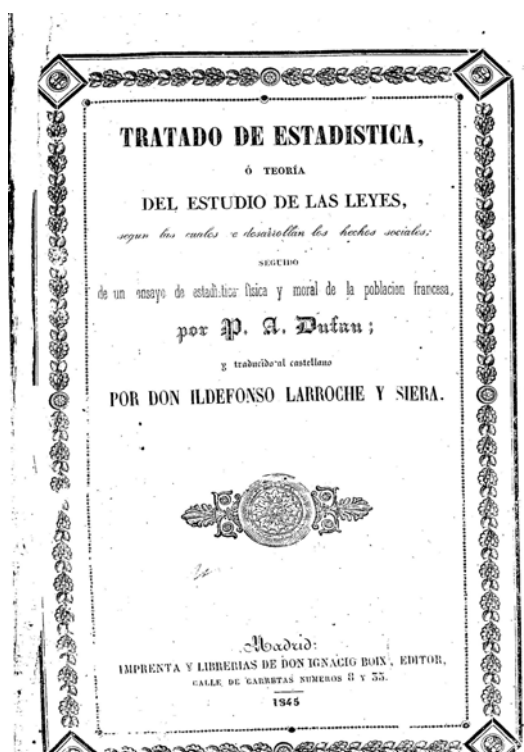 TRATADO DE ESTADISTICA,
Ó TEORÍA
DEL ESTUDIO DE LAS LEYES,
segun las cuales se desarrollan los hechos sociales;
SEGUIDO
de un ensayo de estadistica fisica y moral de la poblacion francesa,
por P. A. Dufau;
y traducido al castellano
POR DON ILDEFONSO LARROCHE Y SIERA.
Madrid:
IMPRENTA Y LIBRERIAS DE DON IGNACIO BOIX, EDITOR,
CALLE DE CARRETAS NUMEROS 8 Y 35.
1845